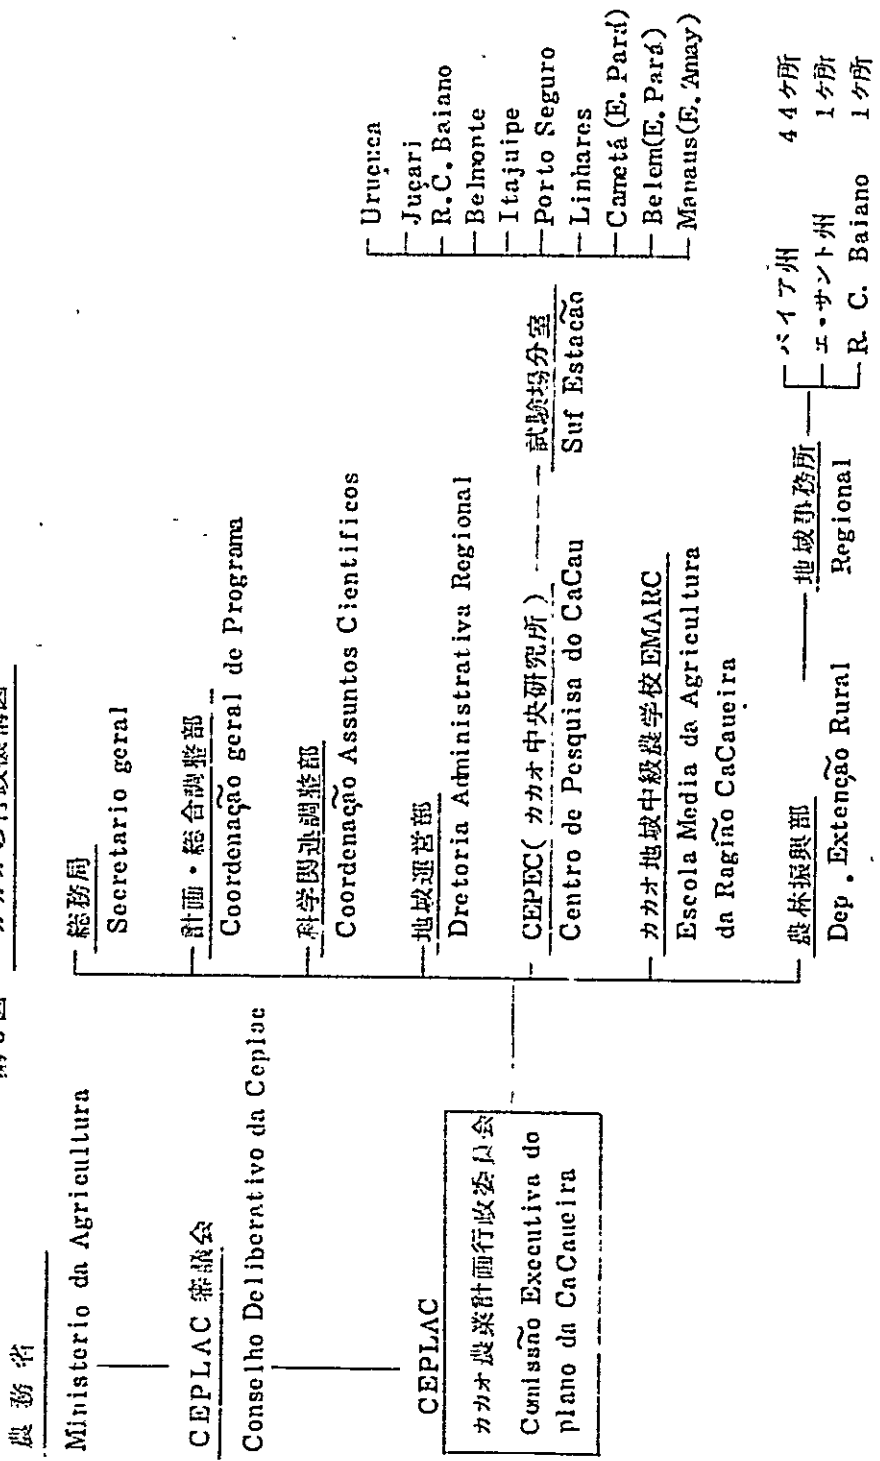 農務省
Ministerio da Agricultura
CEPLAC 審議会
Conselho Deliberativo da Ceplac
CEPLAC
カカオ農業計画行政委員会
Comissão Executiva do
plano da CaCaueira
総務局
Secretario geral
計画・総合調整部
Coordenação geral de Programa
科学関連調整部
Coordenação Assuntos Cientificos
地域運営部
Dretoria Administrativa Regional
CEPEC(カカオ中央研究所)
Centro de Pesquisa do CaCau
試験場分室
Suf Estacão
Uruçuca
Juçari
R.C. Baiano
Belmonte
Itajuipe
Porto Seguro
Linhares
Cametá (E. Pará)
Belem(E. Pará)
Manaus(E. Amay)
カカオ地域中級農学校EMARC
Escola Media da Agricultura
da Ragião CaCaueira
農林振興部
Dep. Extenção Rural
地域事務所
Regional
バイア州 44ケ所
エ・サント州 1ケ所
R. C. Baiano 1ケ所